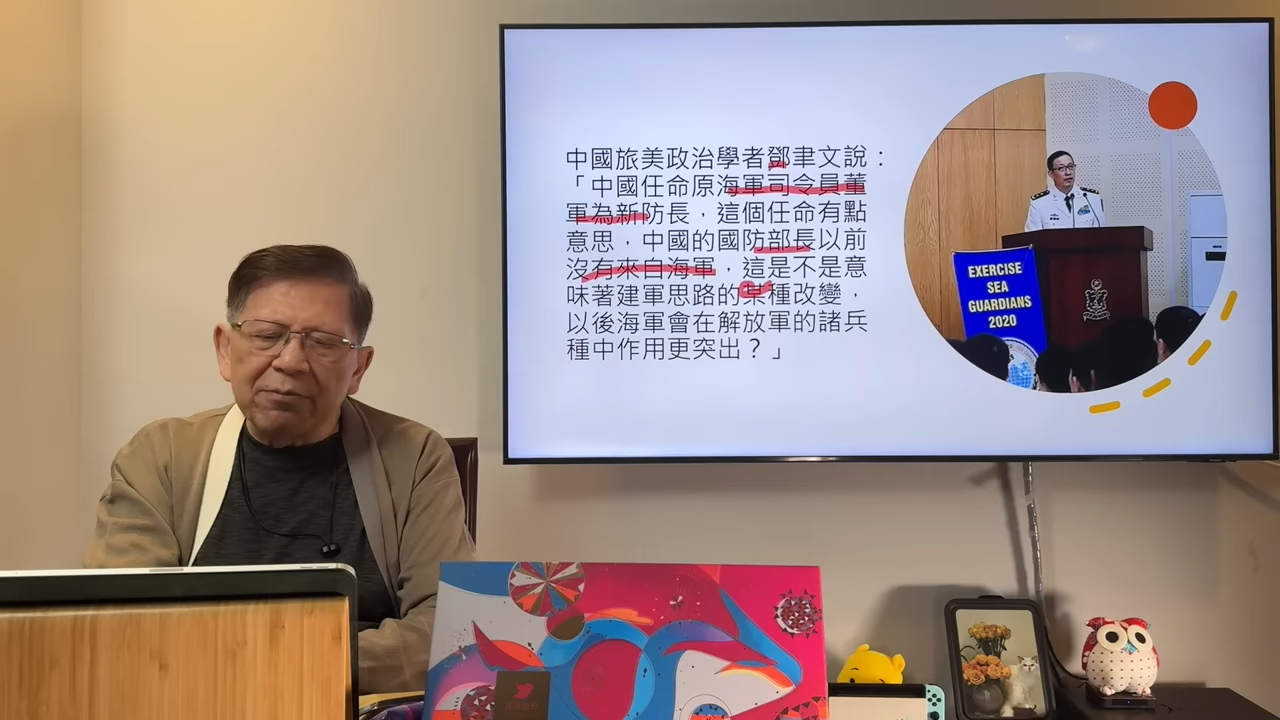 中國旅美政治學者鄧聿文說：
「中國任命原海軍司令員董
軍為新防長，這個任命有點
意思，中國的國防部長以前
沒有來自海軍，這是不是意
味著建軍思路的某種改變，
以後海軍會在解放軍的諸兵
種中作用更突出？」
EXERCISE
SEA
GUARDIANS
2020